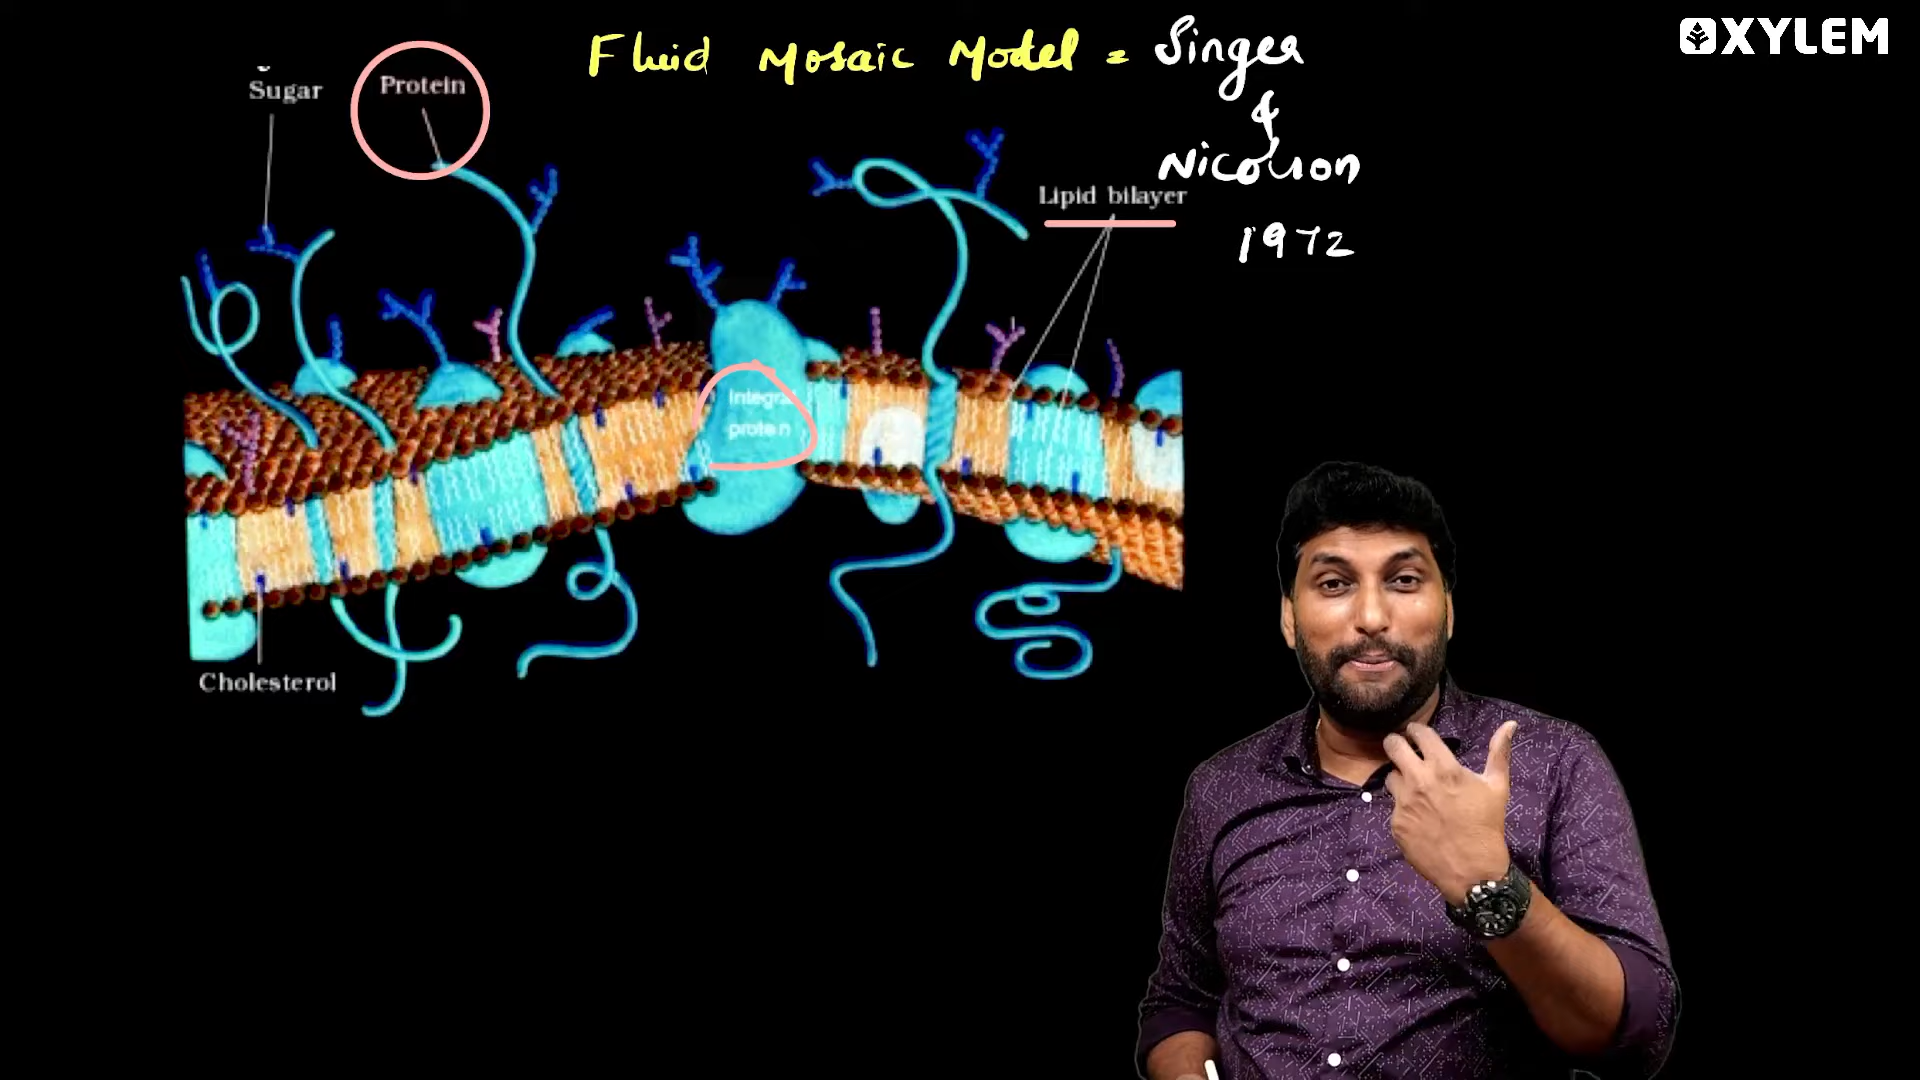 Fluid Mosaic Model = Singer
&
Nicolson
1972
XYLEM
Sugar
Protein
Lipid bilayer
Integral
protein
Cholesterol